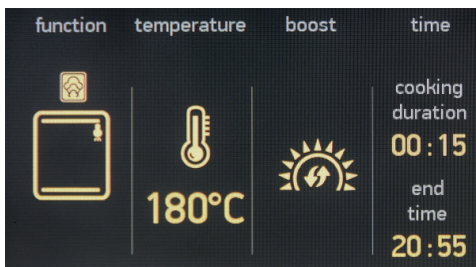 function temperature boost time
cooking
duration
00:15
180°C
end
time
20:55